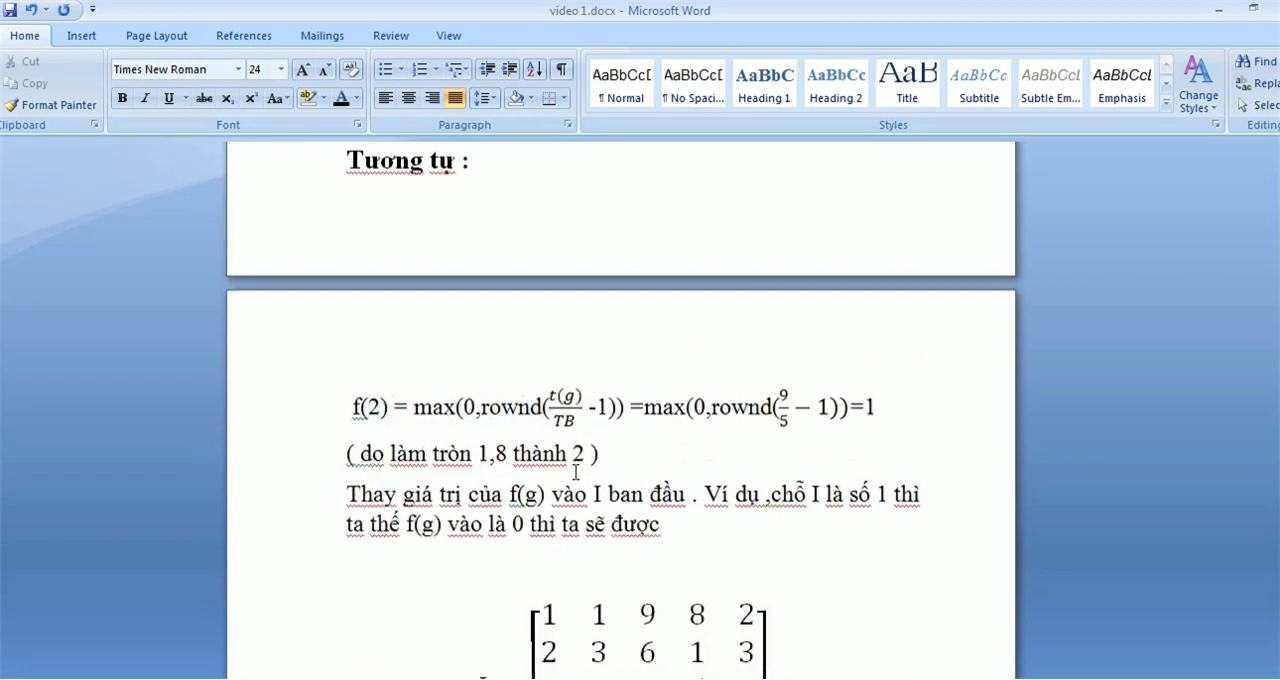 video 1.docx - Microsoft Word
Home Insert Page Layout References Mailings Review View
Cut
Copy
Format Painter
Clipboard
Times New Roman 24
Font
Paragraph
AaBbCcD AaBbCcD AaBbC AaBbCc AaB AaBbCc AaBbCcD AaBbCcD
¶ Normal ¶ No Spaci... Heading 1 Heading 2 Title Subtitle Subtle Em... Emphasis
Change Styles
Styles
Find
Editing
Tương tự :
f(2) = max(0,rownd(t(g)/TB -1)) =max(0,rownd(9/5 − 1))=1
( do làm tròn 1,8 thành 2 )
Thay giá trị của f(g) vào I ban đầu . Ví dụ ,chỗ I là số 1 thì
ta thế f(g) vào là 0 thì ta sẽ được
1 1 9 8 2
2 3 6 1 3